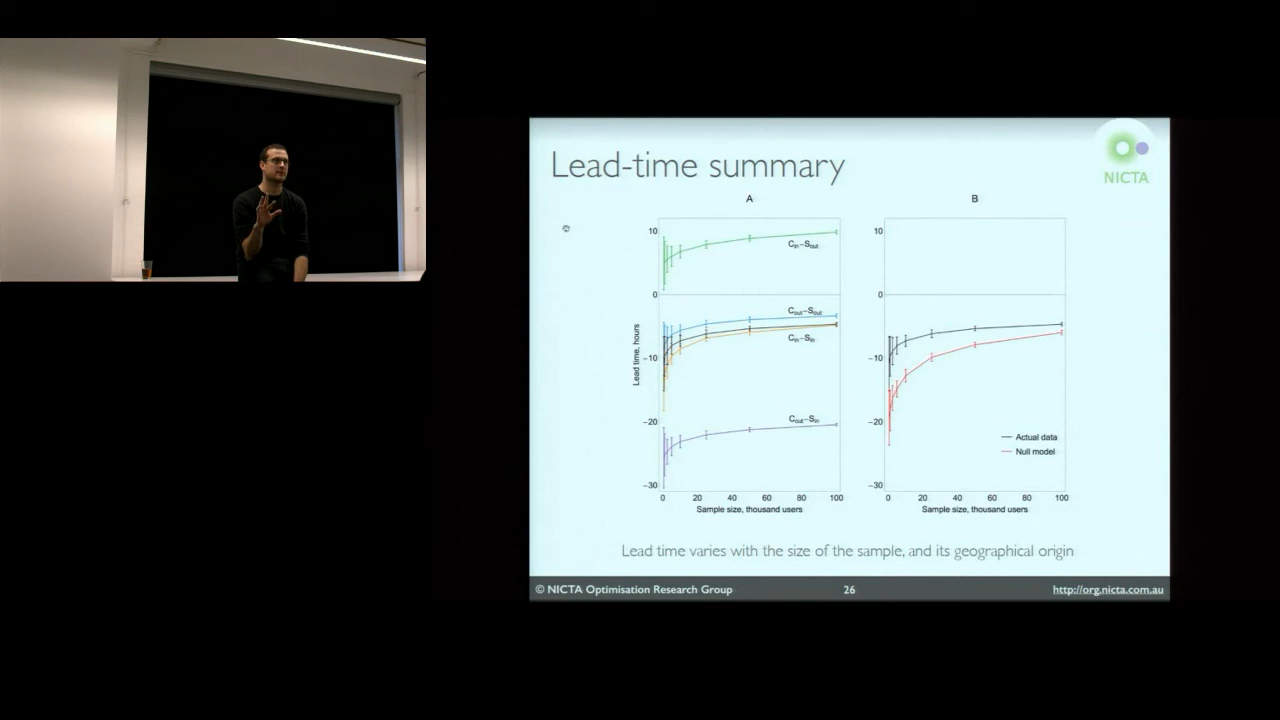 Lead-time summary
NICTA
A
B
10
0
-10
-20
-30
Lead time, hours
C_in–S_out
C_out–S_out
C_in–S_in
C_out–S_in
0 20 40 60 80 100
Sample size, thousand users
10
0
-10
-20
-30
Actual data
Null model
0 20 40 60 80 100
Sample size, thousand users
Lead time varies with the size of the sample, and its geographical origin
© NICTA Optimisation Research Group 26 http://org.nicta.com.au